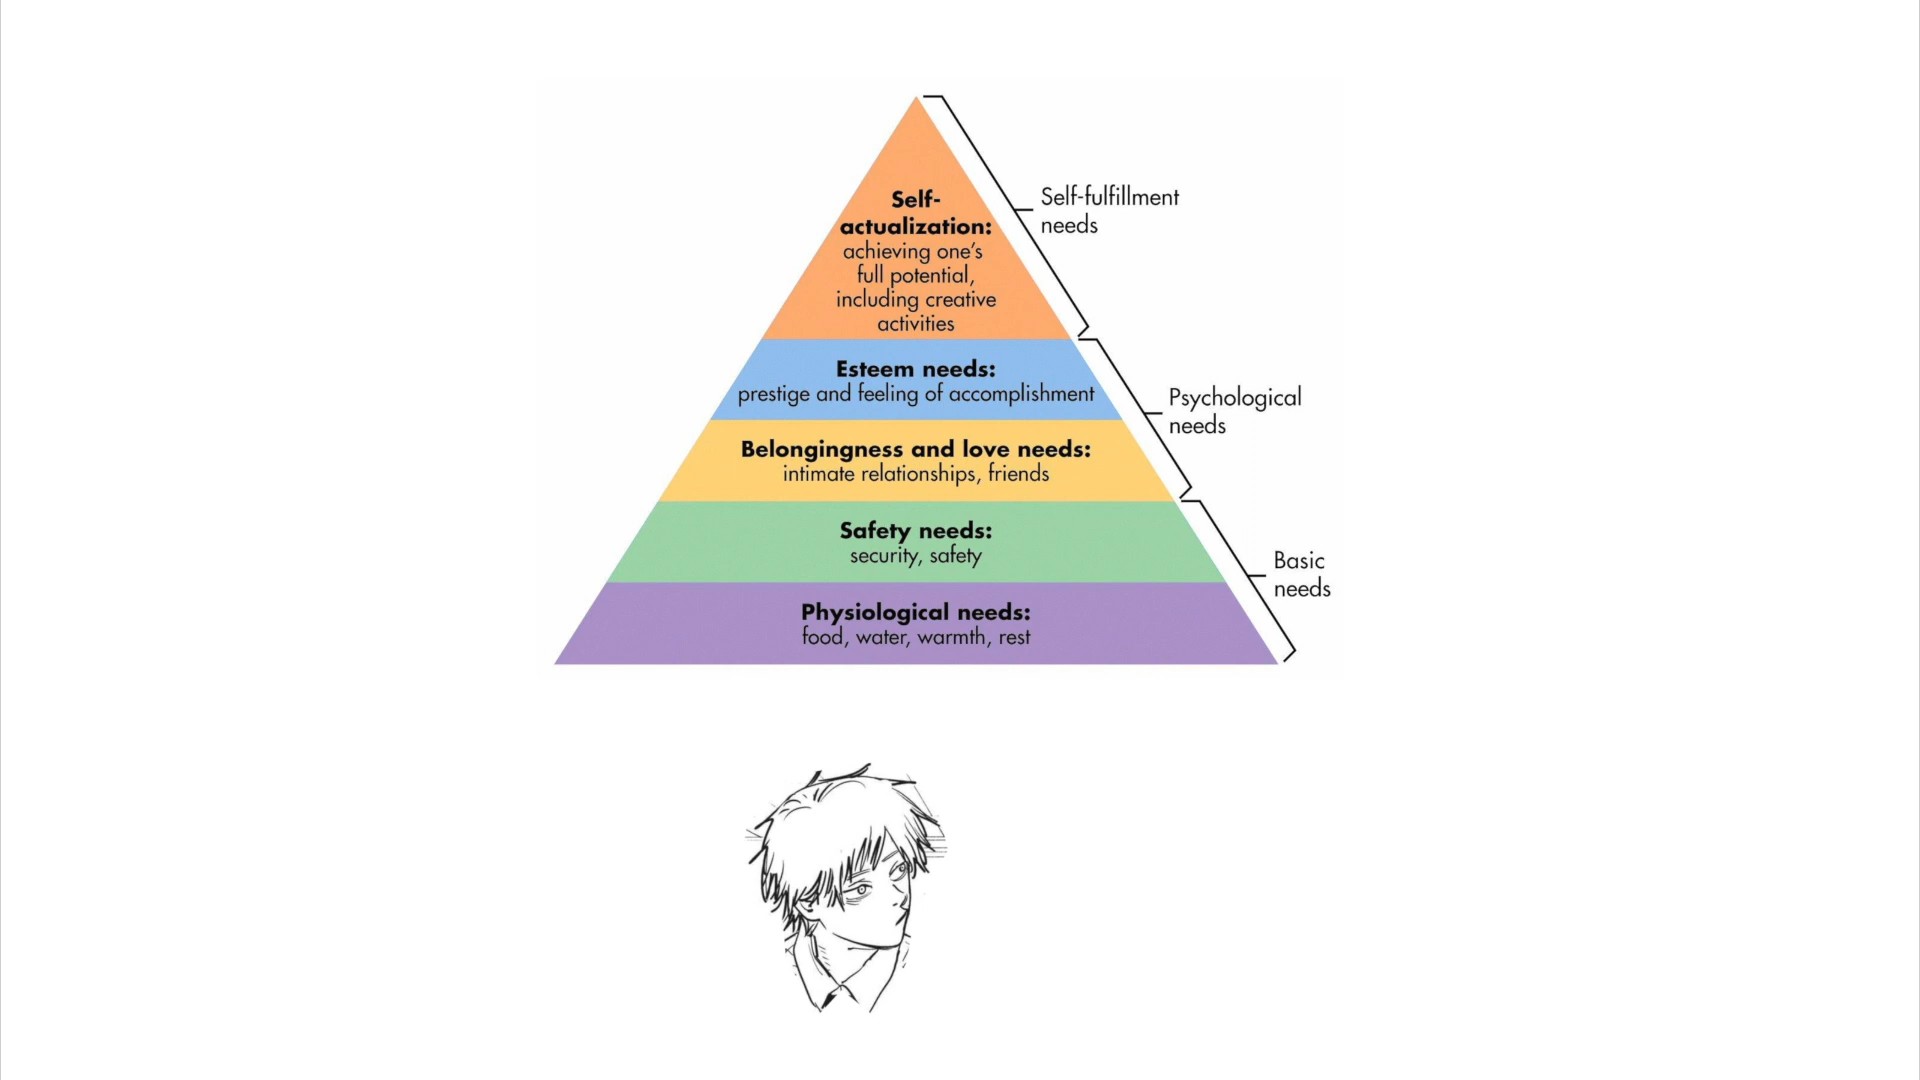 Self-
actualization:
achieving one’s
full potential,
including creative
activities
Self-fulfillment
needs
Esteem needs:
prestige and feeling of accomplishment
Psychological
needs
Belongingness and love needs:
intimate relationships, friends
Safety needs:
security, safety
Basic
needs
Physiological needs:
food, water, warmth, rest